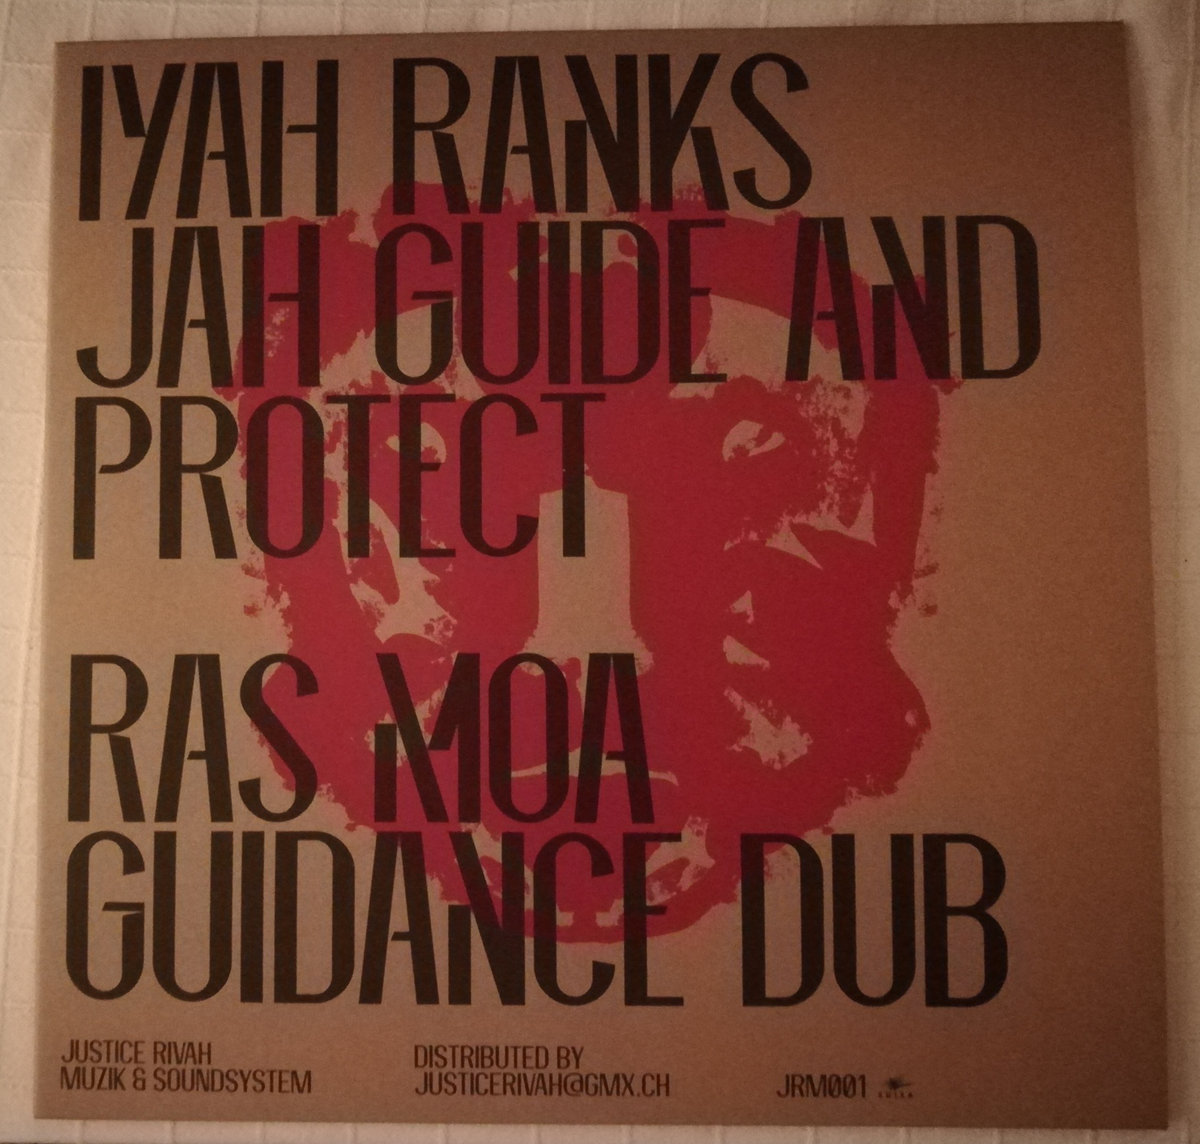 IYAH RANKS
JAH GUIDE AND
PROTECT
RAS MOA
GUIDANCE DUB
JUSTICE RIVAH
MUZIK & SOUNDSYSTEM
DISTRIBUTED BY
JUSTICERIVAH@GMX.CH
JRM001